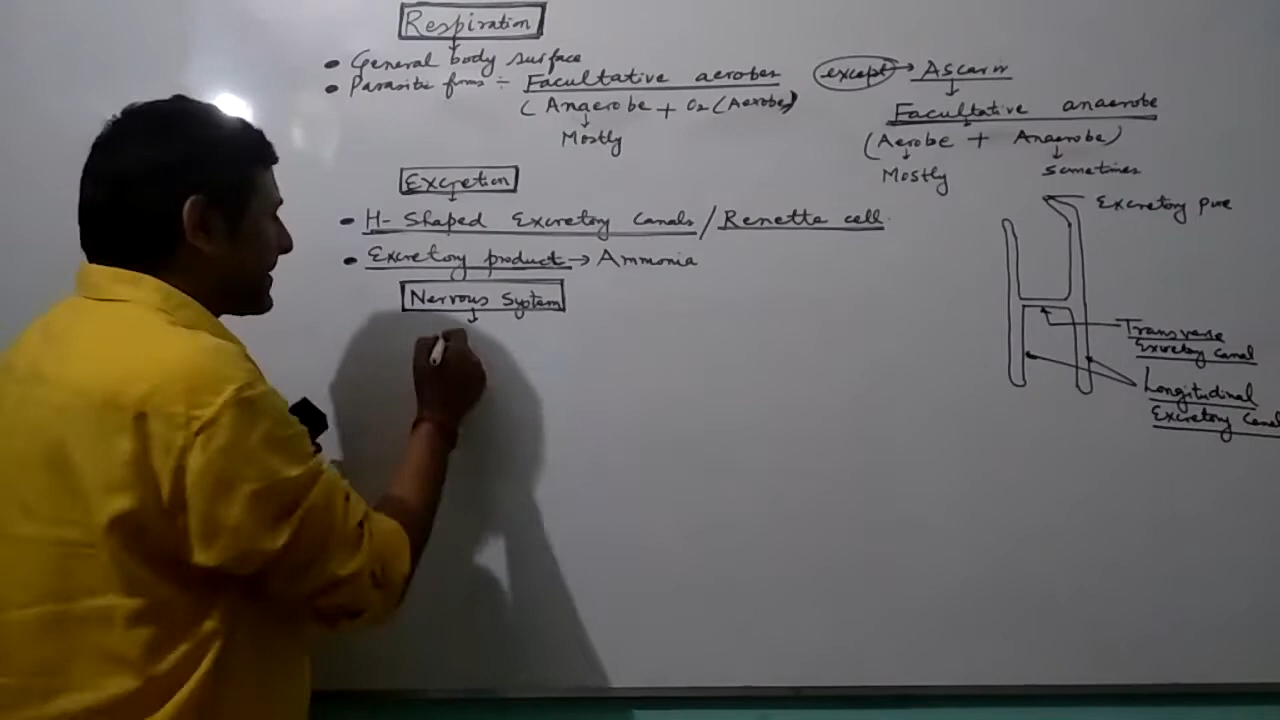 Respiration
• General body surface
• Parasitic forms ÷ Facultative aerobes
(Anaerobe + O2 (Aerobe))
Mostly
except → Ascaris
Facultative anaerobe
(Aerobe + Anaerobe)
Mostly
Sometimes
Excretion
• H-Shaped Excretory Canals / Renette cell
• Excretory product → Ammonia
Nervous System
Excretory pore
Transverse
Excretory canal
Longitudinal
Excretory Canal